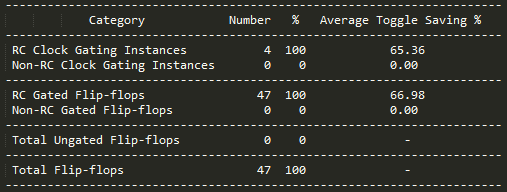 Category Number % Average Toggle Saving %
RC Clock Gating Instances 4 100 65.36
Non-RC Clock Gating Instances 0 0 0.00
RC Gated Flip-flops 47 100 66.98
Non-RC Gated Flip-flops 0 0 0.00
Total Ungated Flip-flops 0 0 -
Total Flip-flops 47 100 -